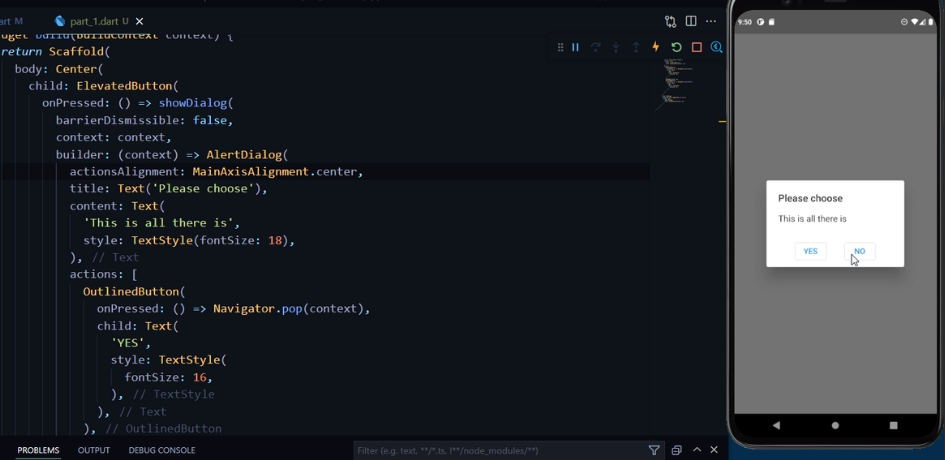 art M part_1.dart U
uget build(BuildContext context) {
return Scaffold(
body: Center(
child: ElevatedButton(
onPressed: () => showDialog(
barrierDismissible: false,
context: context,
builder: (context) => AlertDialog(
actionsAlignment: MainAxisAlignment.center,
title: Text('Please choose'),
content: Text(
'This is all there is',
style: TextStyle(fontSize: 18),
), // Text
actions: [
OutlinedButton(
onPressed: () => Navigator.pop(context),
child: Text(
'YES',
style: TextStyle(
fontSize: 16,
), // TextStyle
), // Text
), // OutlinedButton
PROBLEMS OUTPUT DEBUG CONSOLE
Filter (e.g. text, **/*.ts, !**/node_modules/**)
9:50
Please choose
This is all there is
YES NO